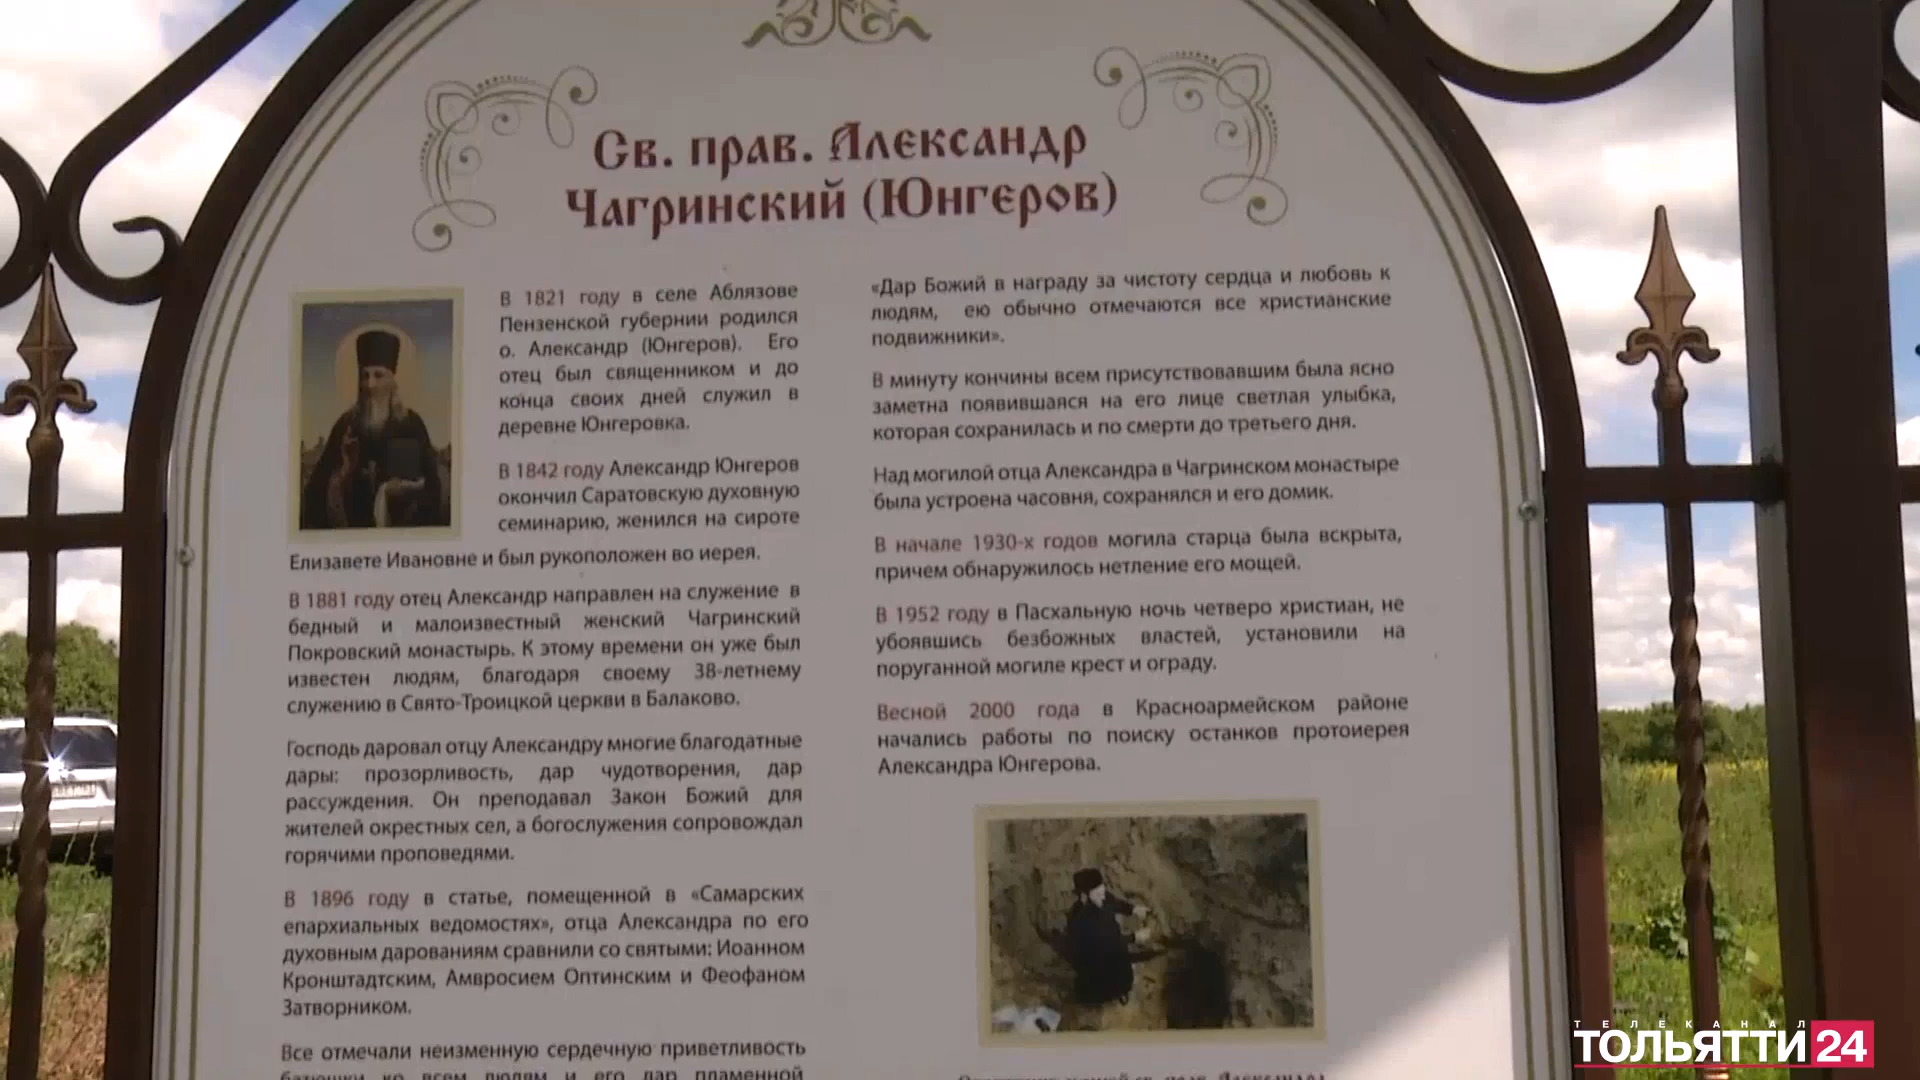 Св. прав. Александр
Чагринский (Юнгеров)
В 1821 году в селе Аблязове
Пензенской губернии родился
о. Александр (Юнгеров). Его
отец был священником и до
конца своих дней служил в
деревне Юнгеровка.
В 1842 году Александр Юнгеров
окончил Саратовскую духовную
семинарию, женился на сироте
Елизавете Ивановне и был рукоположен во иерея.
В 1881 году отец Александр направлен на служение в
бедный и малоизвестный женский Чагринский
Покровский монастырь. К этому времени он уже был
известен людям, благодаря своему 38-летнему
служению в Свято-Троицкой церкви в Балаково.
Господь даровал отцу Александру многие благодатные
дары: прозорливость, дар чудотворения, дар
рассуждения. Он преподавал Закон Божий для
жителей окрестных сел, а богослужения сопровождал
горячими проповедями.
В 1896 году в статье, помещенной в «Самарских
епархиальных ведомостях», отца Александра по его
духовным дарованиям сравнили со святыми: Иоанном
Кронштадтским, Амвросием Оптинским и Феофаном
Затворником.
Все отмечали неизменную сердечную приветливость
батюшки ко всем людям и его дар пламенной
«Дар Божий в награду за чистоту сердца и любовь к
людям, ею обычно отмечаются все христианские
подвижники».
В минуту кончины всем присутствовавшим была ясно
заметна появившаяся на его лице светлая улыбка,
которая сохранилась и по смерти до третьего дня.
Над могилой отца Александра в Чагринском монастыре
была устроена часовня, сохранялся и его домик.
В начале 1930-х годов могила старца была вскрыта,
причем обнаружилось нетление его мощей.
В 1952 году в Пасхальную ночь четверо христиан, не
убоявшись безбожных властей, установили на
поруганной могиле крест и ограду.
Весной 2000 года в Красноармейском районе
начались работы по поиску останков протоиерея
Александра Юнгерова.
св. прав. Александра
ТЕЛЕКАНАЛ
ТОЛЬЯТТИ 24